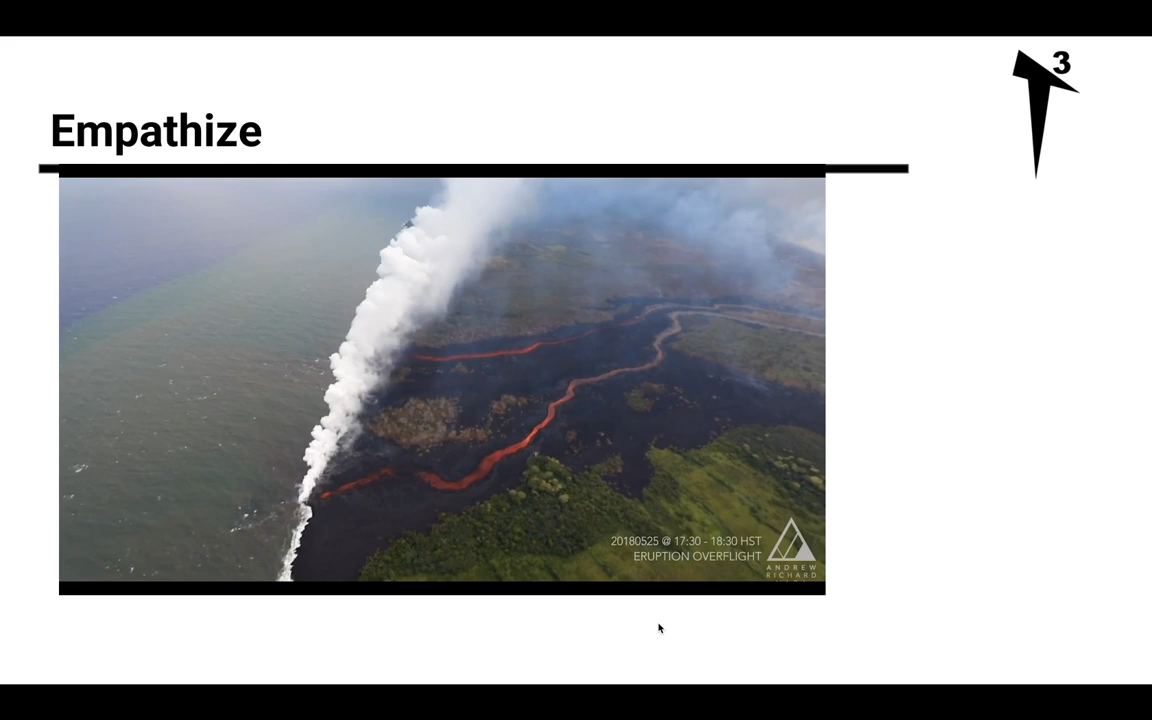 3
Empathize
20180525 @ 17:30 - 18:30 HST
ERUPTION OVERFLIGHT
ANDREW
RICHARD